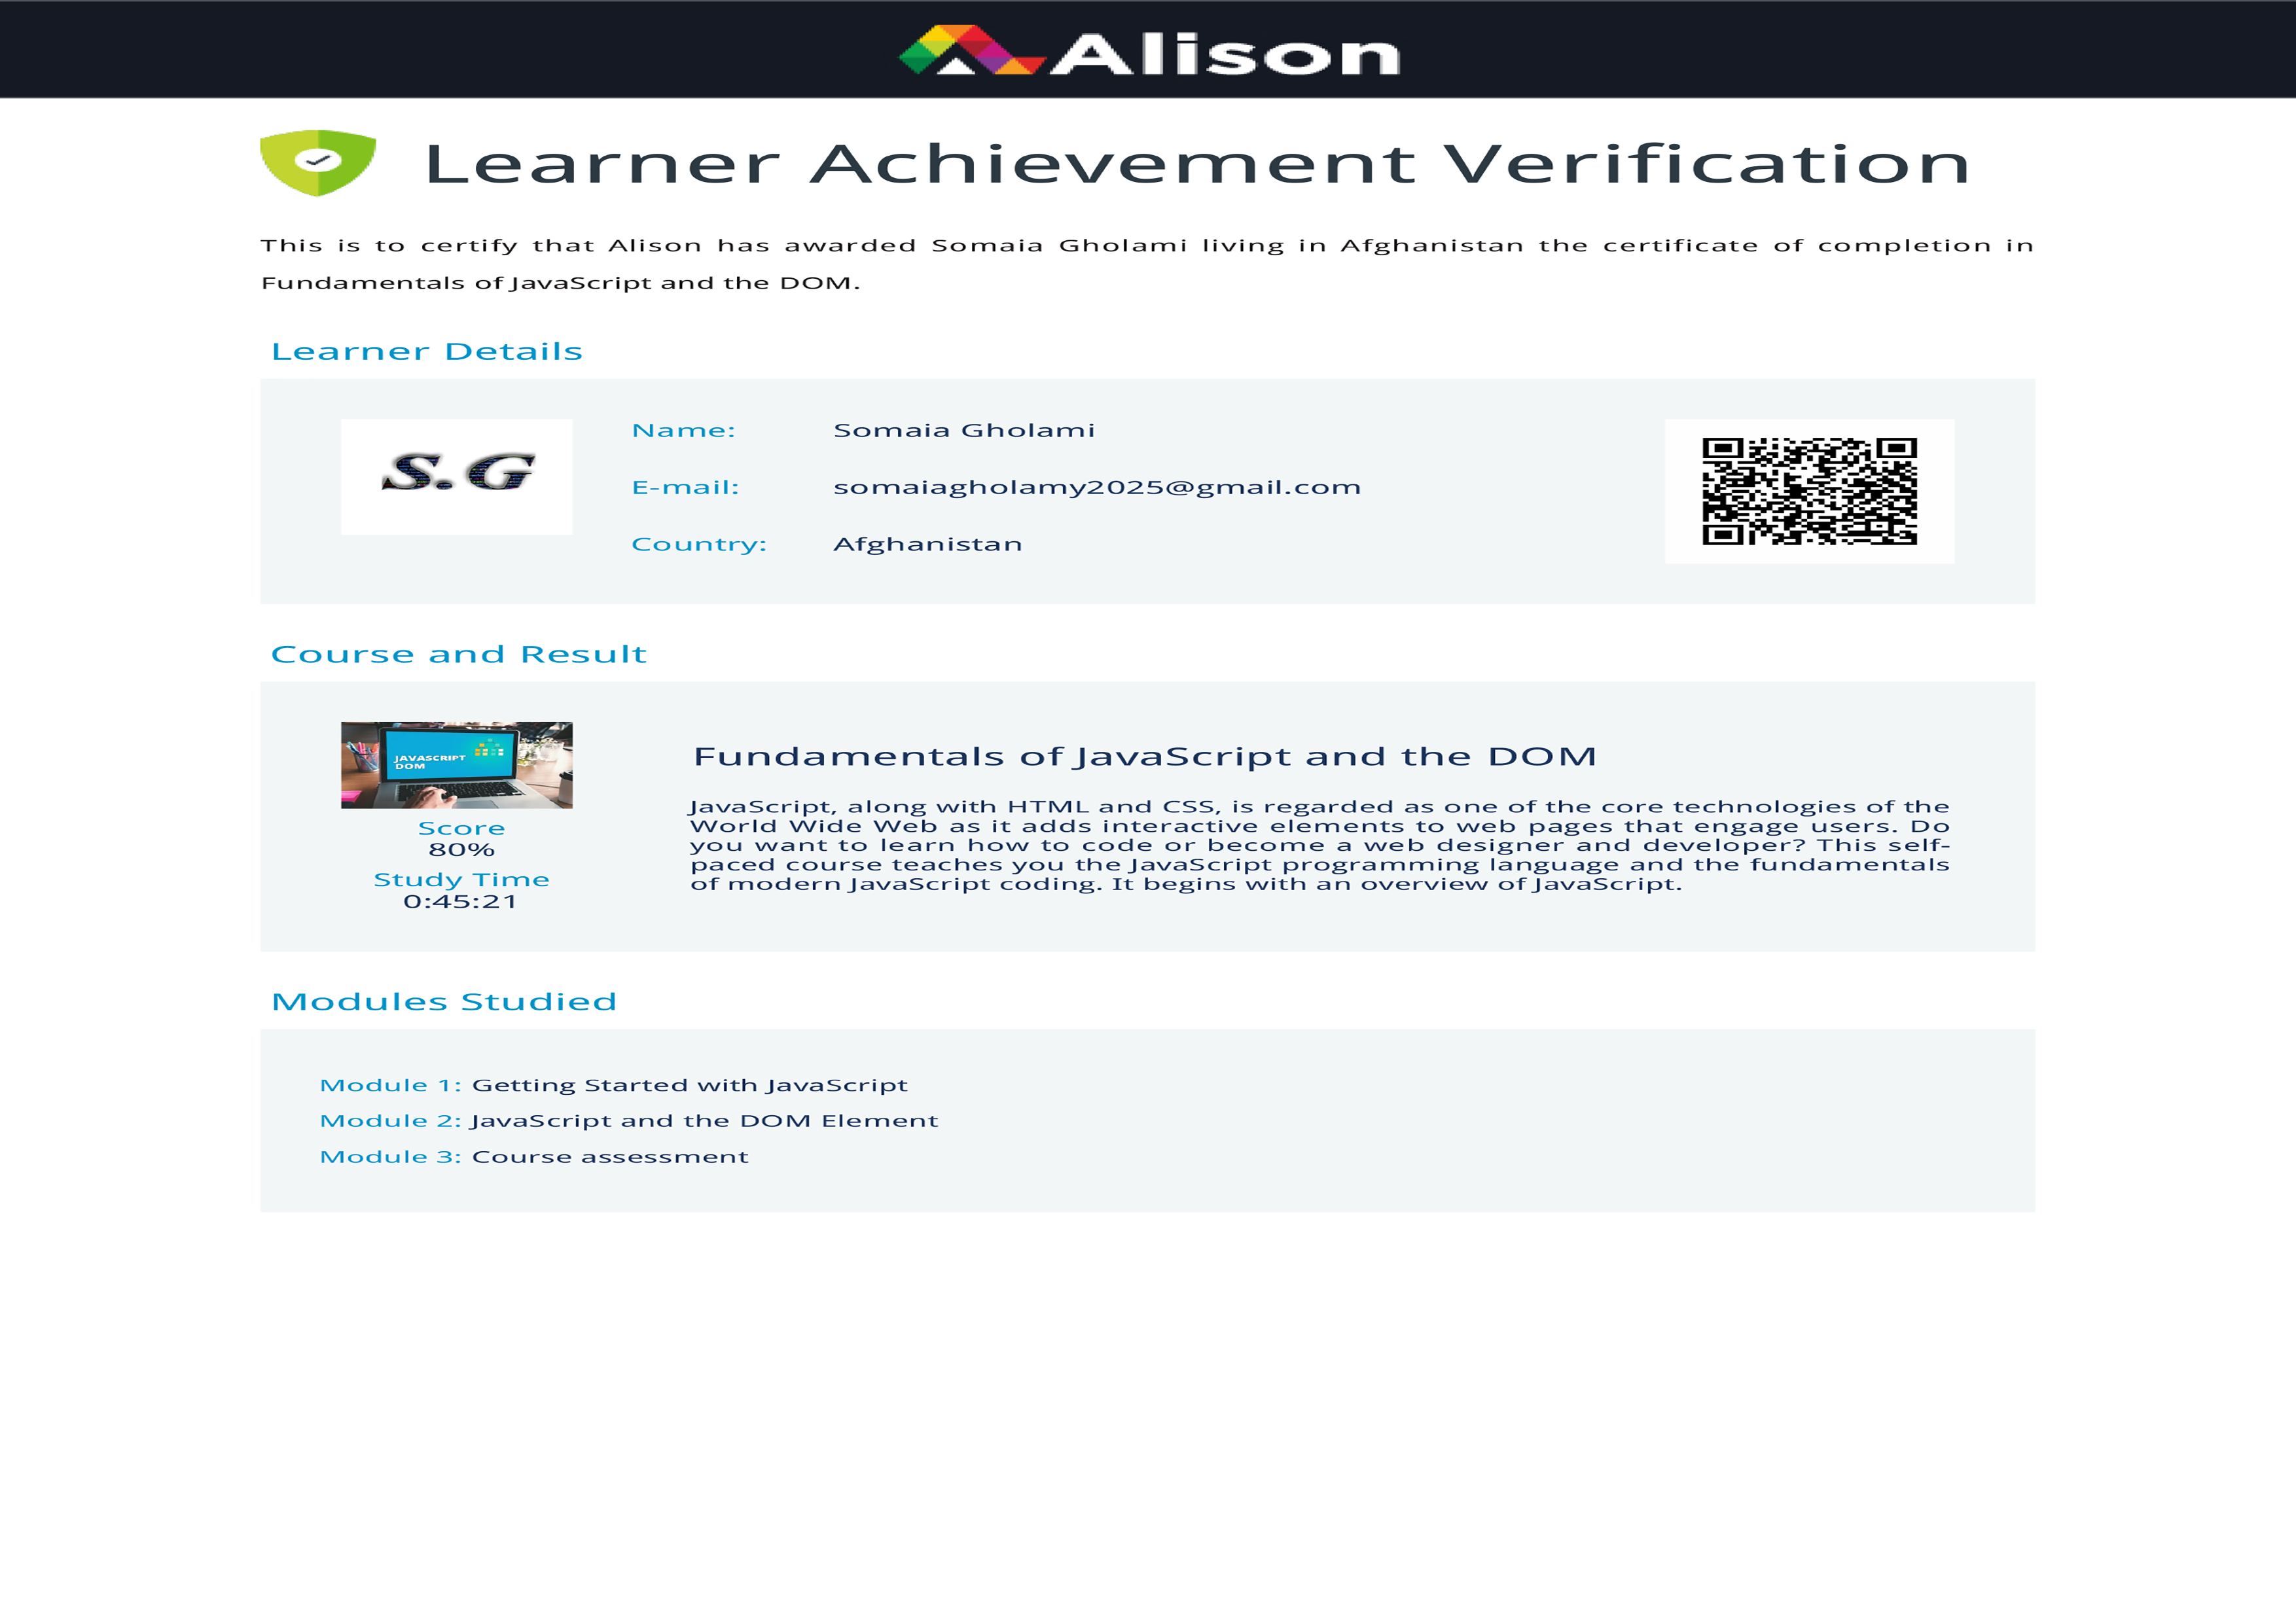 Alison
Learner Achievement Verification
This is to certify that Alison has awarded Somaia Gholami living in Afghanistan the certificate of completion in
Fundamentals of JavaScript and the DOM.
Learner Details
S.G
Name: Somaia Gholami
E-mail: somaiagholamy2025@gmail.com
Country: Afghanistan
Course and Result
JAVASCRIPT
DOM
Score
80%
Study Time
0:45:21
Fundamentals of JavaScript and the DOM
JavaScript, along with HTML and CSS, is regarded as one of the core technologies of the
World Wide Web as it adds interactive elements to web pages that engage users. Do
you want to learn how to code or become a web designer and developer? This self-
paced course teaches you the JavaScript programming language and the fundamentals
of modern JavaScript coding. It begins with an overview of JavaScript.
Modules Studied
Module 1: Getting Started with JavaScript
Module 2: JavaScript and the DOM Element
Module 3: Course assessment